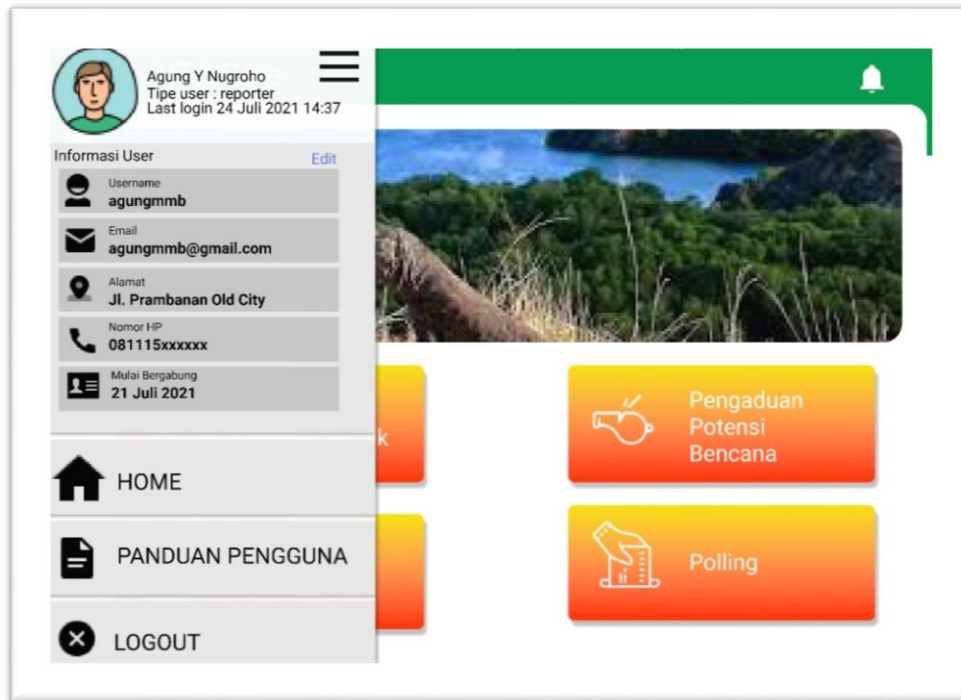 Agung Y Nugroho
Tipe user : reporter
Last login 24 Juli 2021 14:37
Informasi User
Edit
Username
agungmmb
Email
agungmmb@gmail.com
Alamat
Jl. Prambanan Old City
Nomor HP
081115xxxxxx
Mulai Bergabung
21 Juli 2021
HOME
PANDUAN PENGGUNA
LOGOUT
k
Pengaduan
Potensi
Bencana
Polling